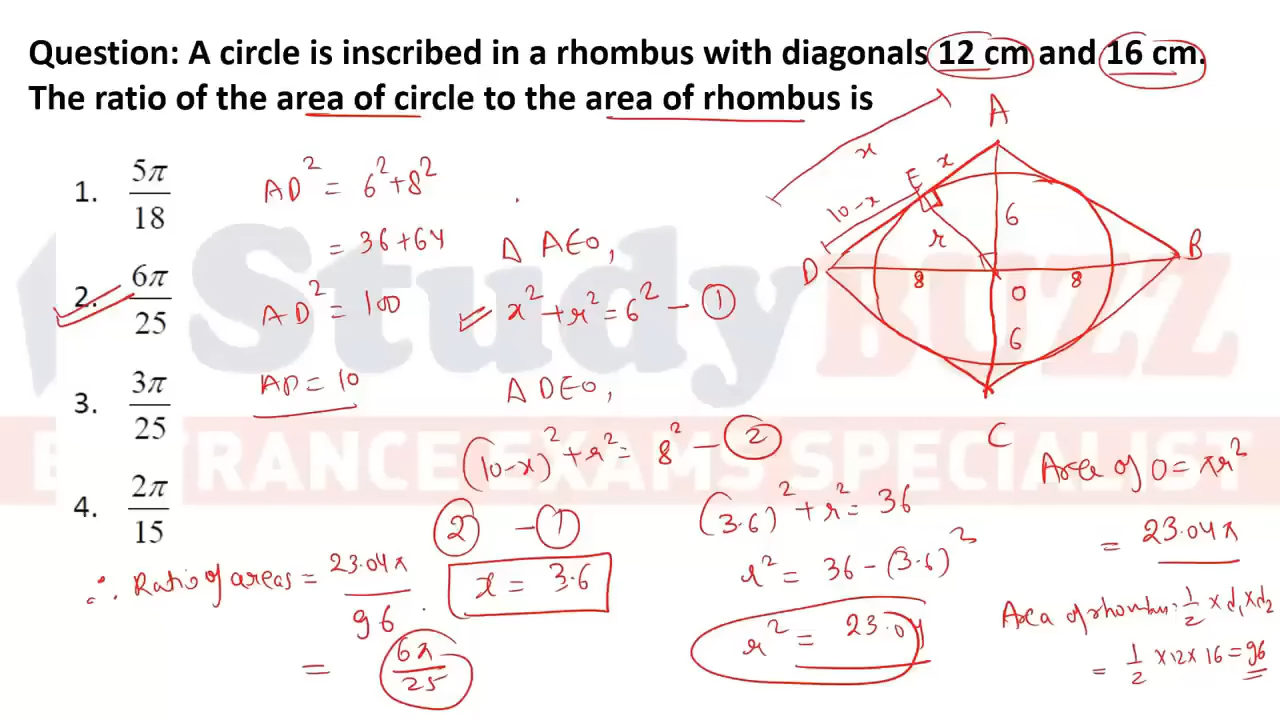 Question: A circle is inscribed in a rhombus with diagonals 12 cm and 16 cm.
The ratio of the area of circle to the area of rhombus is
1. 5π/18
2. 6π/25
3. 3π/25
4. 2π/15
AD² = 6² + 8²
= 36 + 64
AD² = 100
AD = 10
Δ AEO,
x² + r² = 6² - ①
Δ DEO,
(10-x)² + r² = 8² - ②
② - ①
x = 3.6
(3.6)² + r² = 36
r² = 36 - (3.6)²
r² = 23.04
A
x
x
E
10-x
r
6
D
8
8
B
O
6
C
Area of O = πr²
= 23.04π
Area of rhombus = 1/2 × d₁ × d₂
= 1/2 × 12 × 16 = 96
∴ Ratio of areas = 23.04π/96
= 6π/25
StudyBUZZ
ENTRANCE EXAMS SPECIALIST